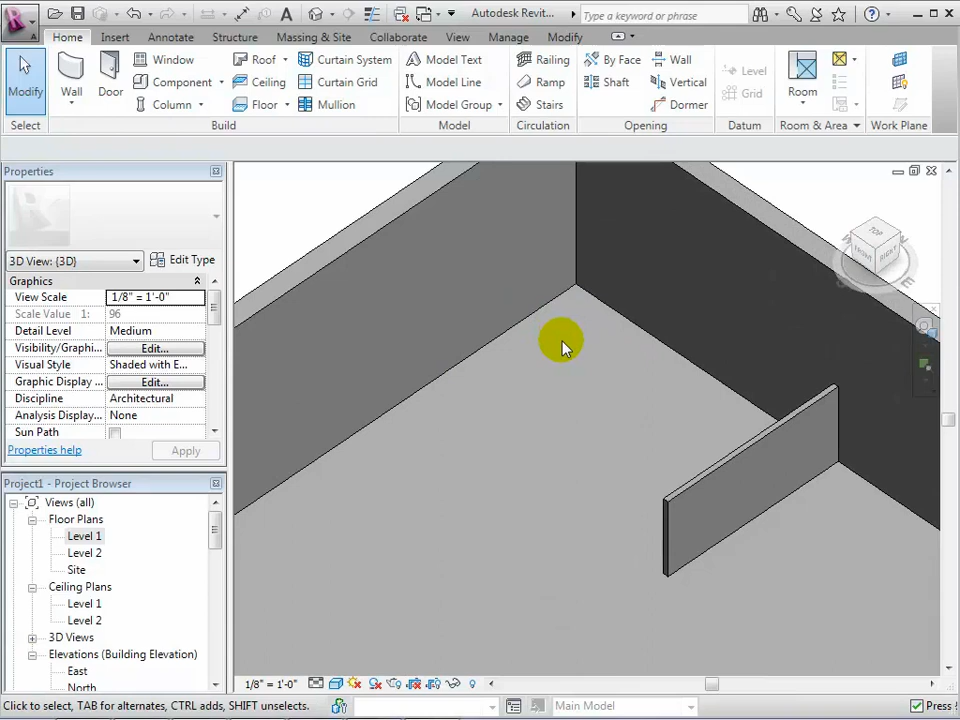 Autodesk Revit...
Type a keyword or phrase
Home Insert Annotate Structure Massing & Site Collaborate View Manage Modify
Modify
Wall
Door
Window
Component
Column
Roof
Ceiling
Floor
Curtain System
Curtain Grid
Mullion
Model Text
Model Line
Model Group
Railing
Ramp
Stairs
By Face
Shaft
Wall
Vertical
Dormer
Level
Grid
Room
Select Build Model Circulation Opening Datum Room & Area Work Plane
Properties
3D View: {3D} Edit Type
Graphics
View Scale 1/8" = 1'-0"
Scale Value 1: 96
Detail Level Medium
Visibility/Graphi... Edit...
Visual Style Shaded with E...
Graphic Display ... Edit...
Discipline Architectural
Analysis Display... None
Sun Path
Properties help Apply
Project1 - Project Browser
Views (all)
Floor Plans
Level 1
Level 2
Site
Ceiling Plans
Level 1
Level 2
3D Views
Elevations (Building Elevation)
East
North
TOP
FRONT
RIGHT
1/8" = 1'-0"
Click to select, TAB for alternates, CTRL adds, SHIFT unselects.
Main Model
Press